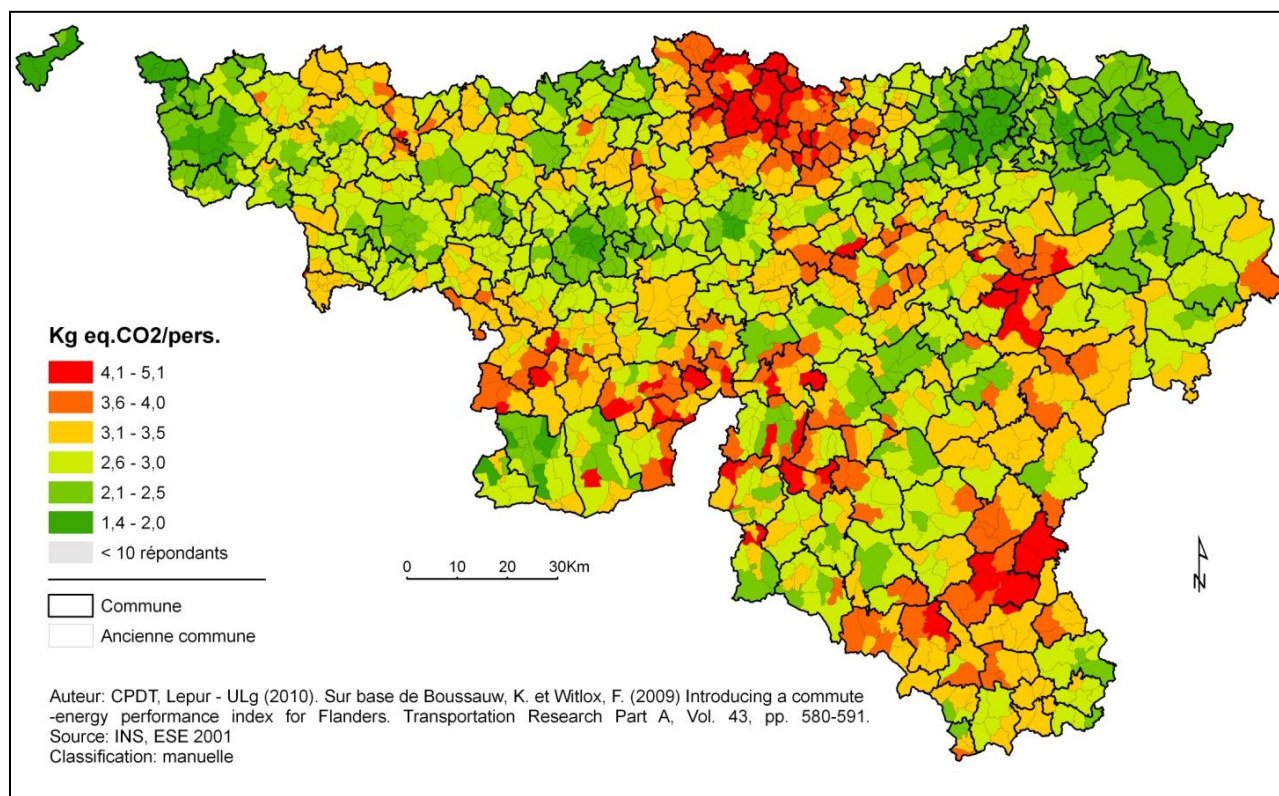 Kg eq.CO2/pers.
4,1 - 5,1
3,6 - 4,0
3,1 - 3,5
2,6 - 3,0
2,1 - 2,5
1,4 - 2,0
< 10 répondants
Commune
Ancienne commune
0 10 20 30Km
N
Auteur: CPDT, Lepur - ULg (2010). Sur base de Boussauw, K. et Witlox, F. (2009) Introducing a commute
-energy performance index for Flanders. Transportation Research Part A, Vol. 43, pp. 580-591.
Source: INS, ESE 2001
Classification: manuelle